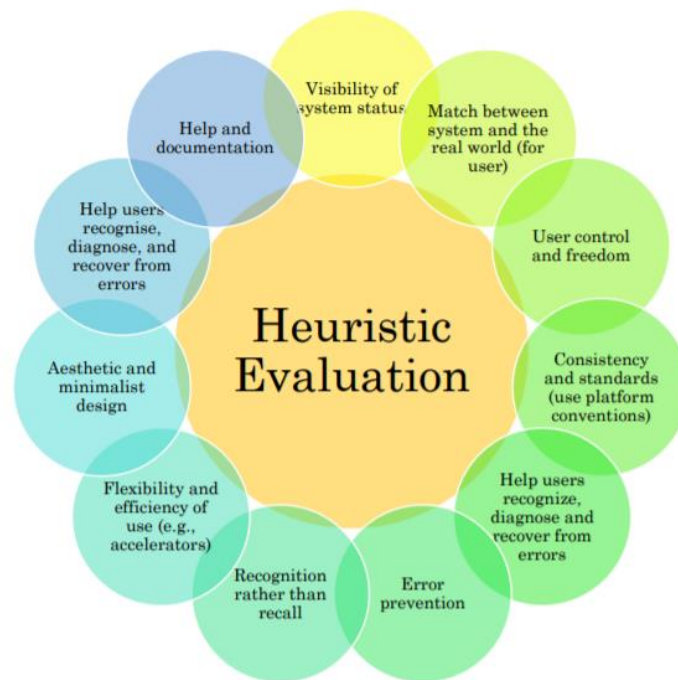 Heuristic
Evaluation
Visibility of
system status
Match between
system and the
real world (for
user)
User control
and freedom
Consistency
and standards
(use platform
conventions)
Help users
recognize,
diagnose and
recover from
errors
Error
prevention
Recognition
rather than
recall
Flexibility and
efficiency of
use (e.g.,
accelerators)
Aesthetic and
minimalist
design
Help users
recognise,
diagnose, and
recover from
errors
Help and
documentation